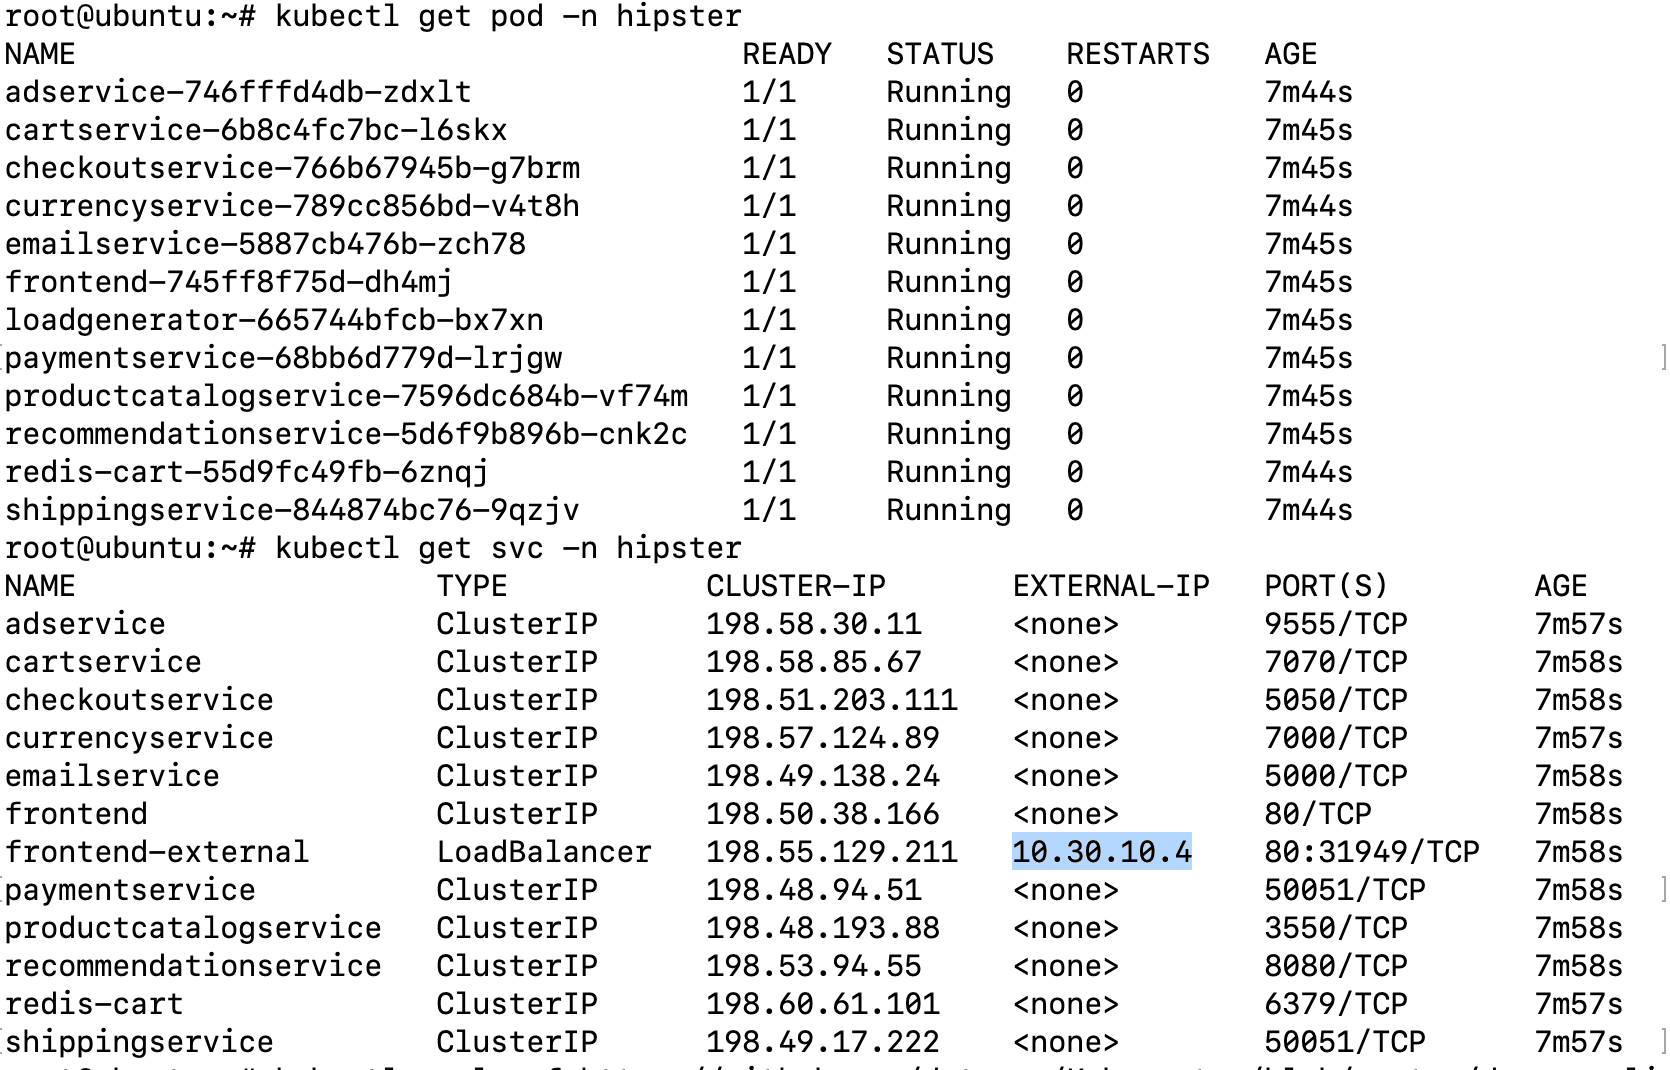 root@ubuntu:~# kubectl get pod -n hipster
NAME READY STATUS RESTARTS AGE
adservice-746fffd4db-zdxlt 1/1 Running 0 7m44s
cartservice-6b8c4fc7bc-l6skx 1/1 Running 0 7m45s
checkoutservice-766b67945b-g7brm 1/1 Running 0 7m45s
currencyservice-789cc856bd-v4t8h 1/1 Running 0 7m44s
emailservice-5887cb476b-zch78 1/1 Running 0 7m45s
frontend-745ff8f75d-dh4mj 1/1 Running 0 7m45s
loadgenerator-665744bfcb-bx7xn 1/1 Running 0 7m45s
paymentservice-68bb6d779d-lrjgw 1/1 Running 0 7m45s
productcatalogservice-7596dc684b-vf74m 1/1 Running 0 7m45s
recommendationservice-5d6f9b896b-cnk2c 1/1 Running 0 7m45s
redis-cart-55d9fc49fb-6znqj 1/1 Running 0 7m44s
shippingservice-844874bc76-9qzjv 1/1 Running 0 7m44s
root@ubuntu:~# kubectl get svc -n hipster
NAME TYPE CLUSTER-IP EXTERNAL-IP PORT(S) AGE
adservice ClusterIP 198.58.30.11 <none> 9555/TCP 7m57s
cartservice ClusterIP 198.58.85.67 <none> 7070/TCP 7m58s
checkoutservice ClusterIP 198.51.203.111 <none> 5050/TCP 7m58s
currencyservice ClusterIP 198.57.124.89 <none> 7000/TCP 7m57s
emailservice ClusterIP 198.49.138.24 <none> 5000/TCP 7m58s
frontend ClusterIP 198.50.38.166 <none> 80/TCP 7m58s
frontend-external LoadBalancer 198.55.129.211 10.30.10.4 80:31949/TCP 7m58s
paymentservice ClusterIP 198.48.94.51 <none> 50051/TCP 7m58s
productcatalogservice ClusterIP 198.48.193.88 <none> 3550/TCP 7m58s
recommendationservice ClusterIP 198.53.94.55 <none> 8080/TCP 7m58s
redis-cart ClusterIP 198.60.61.101 <none> 6379/TCP 7m57s
shippingservice ClusterIP 198.49.17.222 <none> 50051/TCP 7m57s